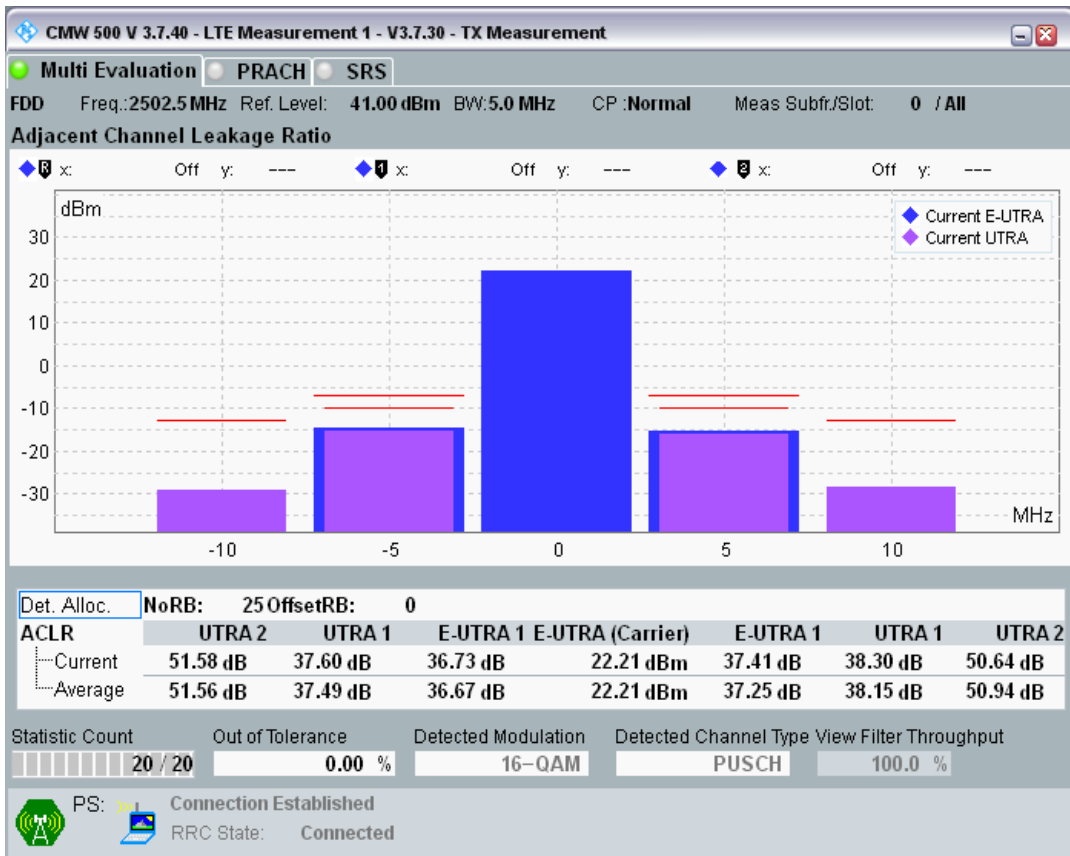 CMW 500 V 3.7.40 - LTE Measurement 1 - V3.7.30 - TX Measurement
Multi Evaluation PRACH SRS
FDD Freq.:2502.5 MHz Ref. Level: 41.00 dBm BW:5.0 MHz CP :Normal Meas Subfr./Slot: 0 / All
Adjacent Channel Leakage Ratio
R x: Off y: --- 1 x: Off y: --- 2 x: Off y: ---
dBm
Current E-UTRA
Current UTRA
30
20
10
0
-10
-20
-30
MHz
-10 -5 0 5 10
Det. Alloc. NoRB: 25 OffsetRB: 0
ACLR UTRA 2 UTRA 1 E-UTRA 1 E-UTRA (Carrier) E-UTRA 1 UTRA 1 UTRA 2
Current 51.58 dB 37.60 dB 36.73 dB 22.21 dBm 37.41 dB 38.30 dB 50.64 dB
Average 51.56 dB 37.49 dB 36.67 dB 22.21 dBm 37.25 dB 38.15 dB 50.94 dB
Statistic Count Out of Tolerance Detected Modulation Detected Channel Type View Filter Throughput
20 / 20 0.00 % 16-QAM PUSCH 100.0 %
PS: Connection Established
RRC State: Connected